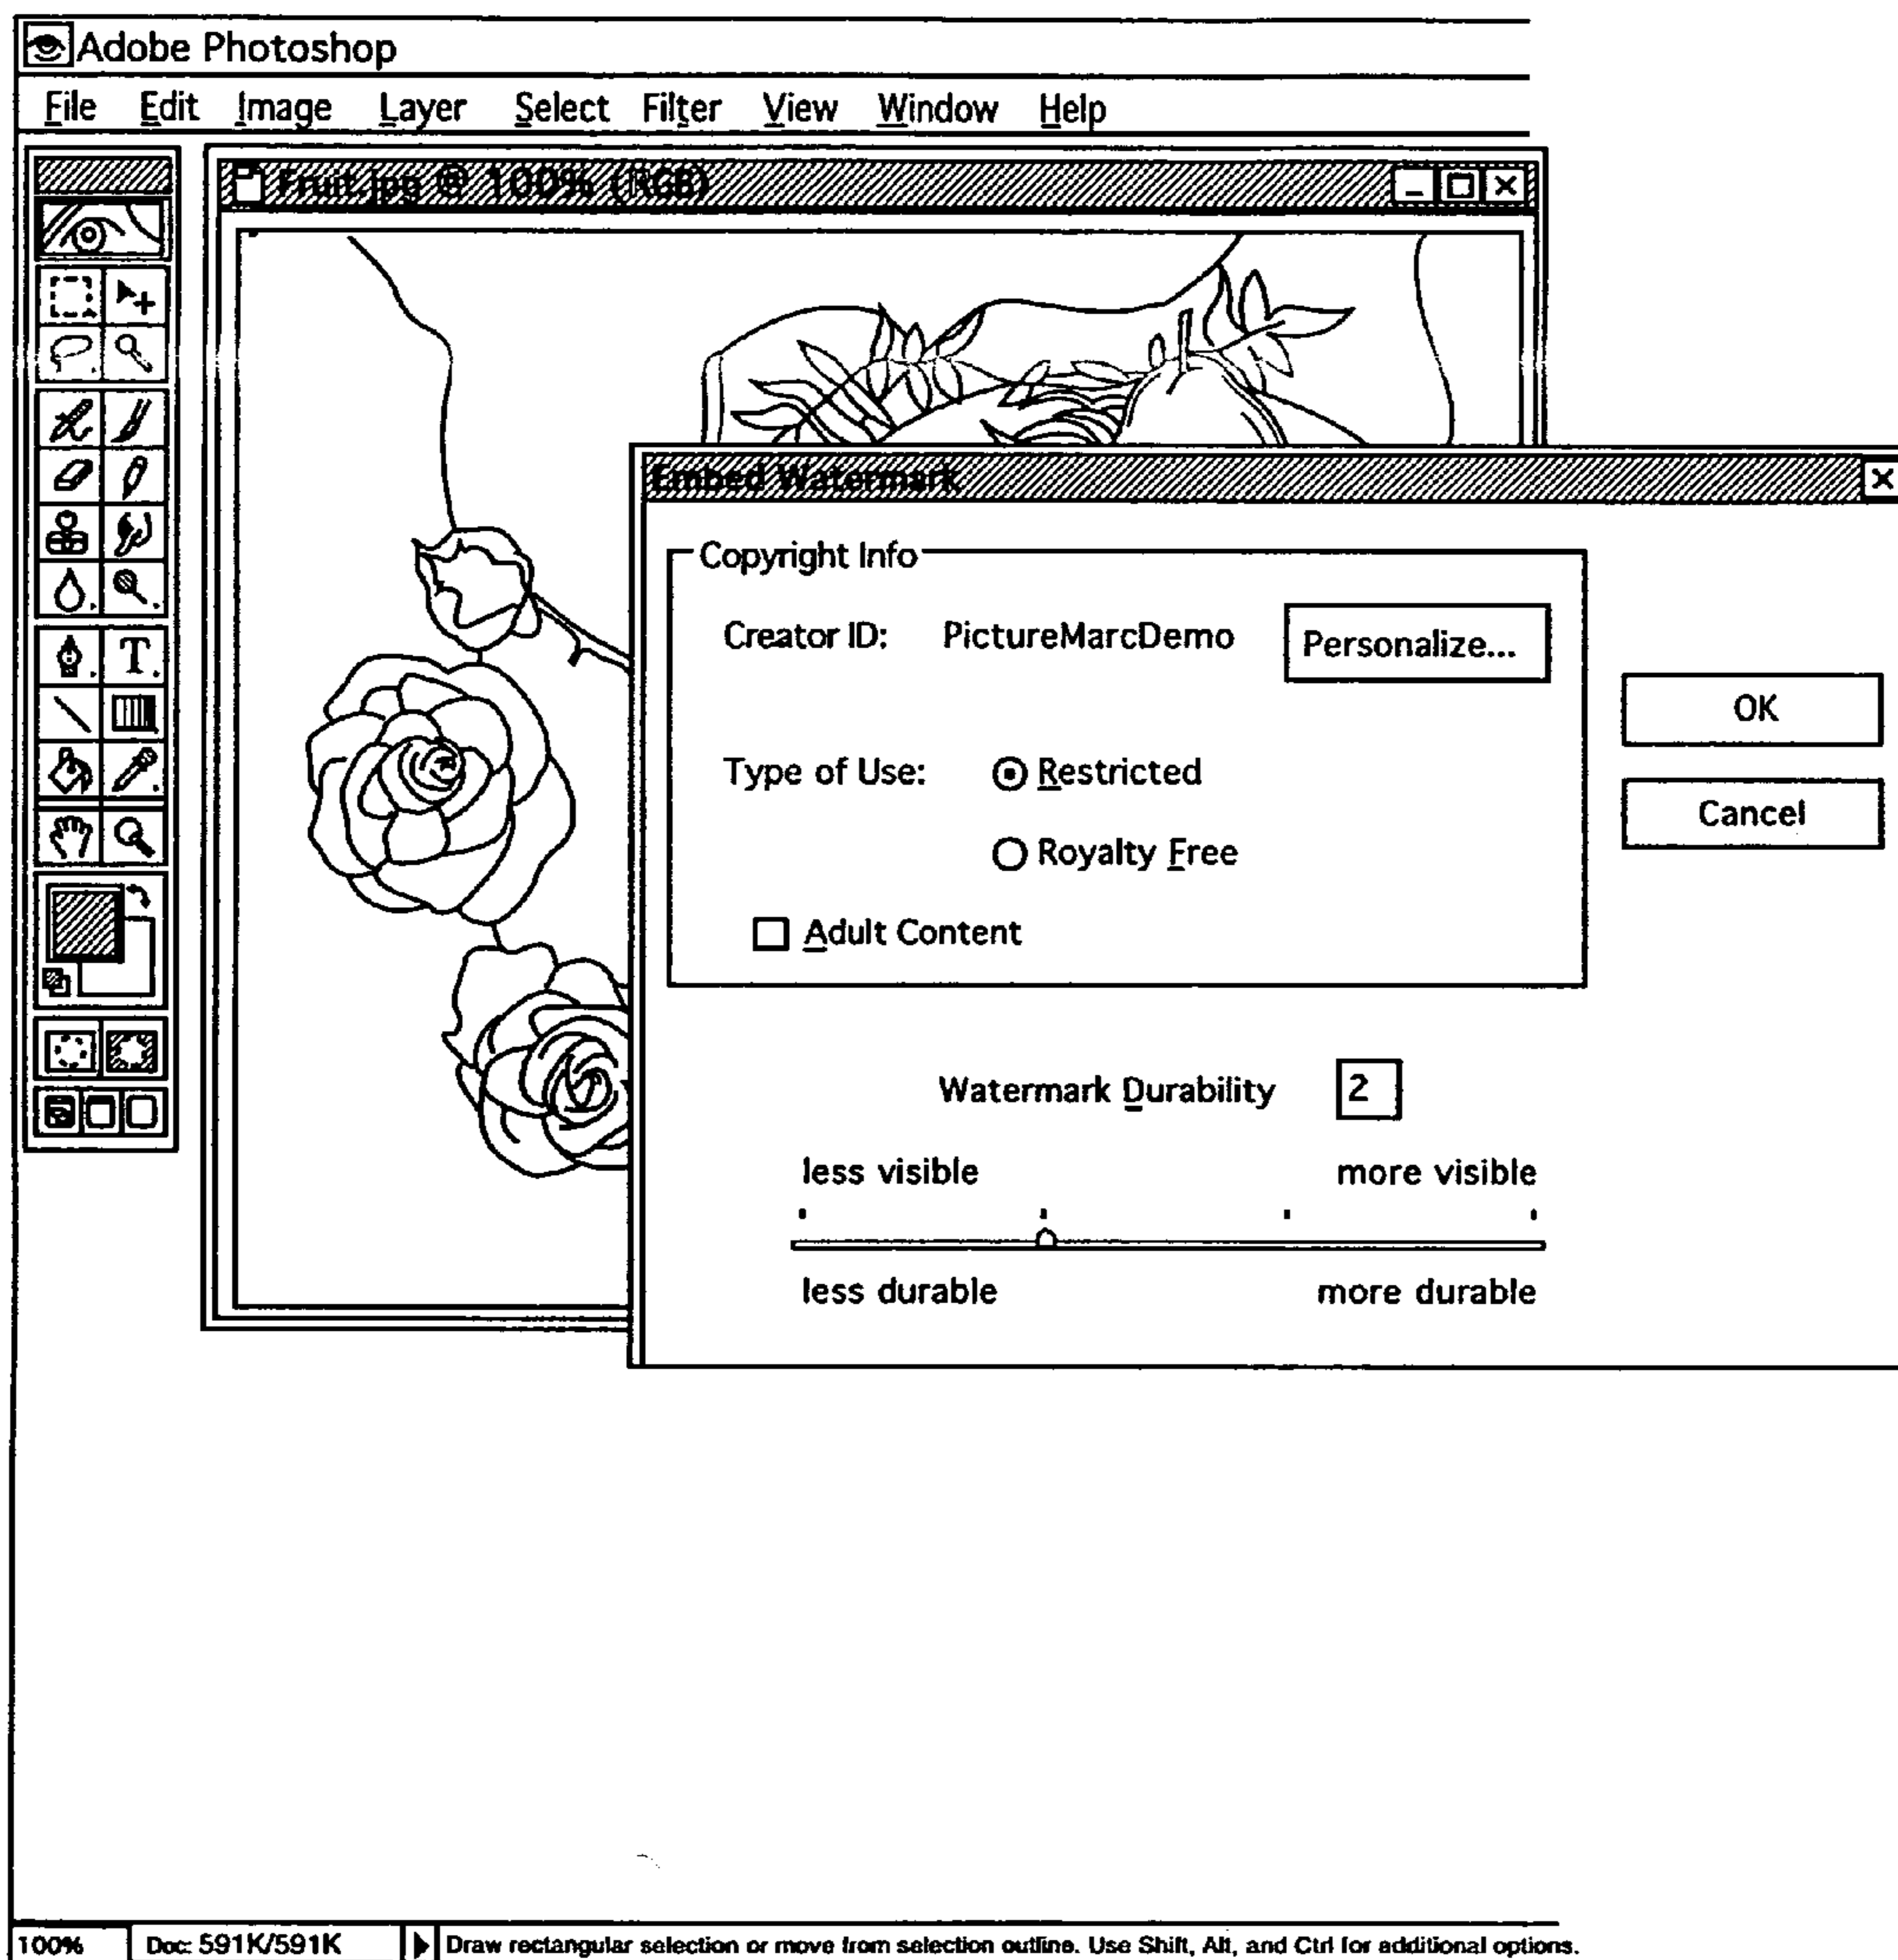 Adobe Photoshop
File Edit Image Layer Select Filter View Window Help
Fruit.jpg @ 100% (RGB)
Embed Watermark
Copyright Info
Creator ID: PictureMarcDemo Personalize...
OK
Type of Use: Restricted
Cancel
Royalty Free
Adult Content
Watermark Durability 2
less visible more visible
less durable more durable
T
100% Doc: 591K/591K Draw rectangular selection or move from selection outline. Use Shift, Alt, and Ctrl for additional options.